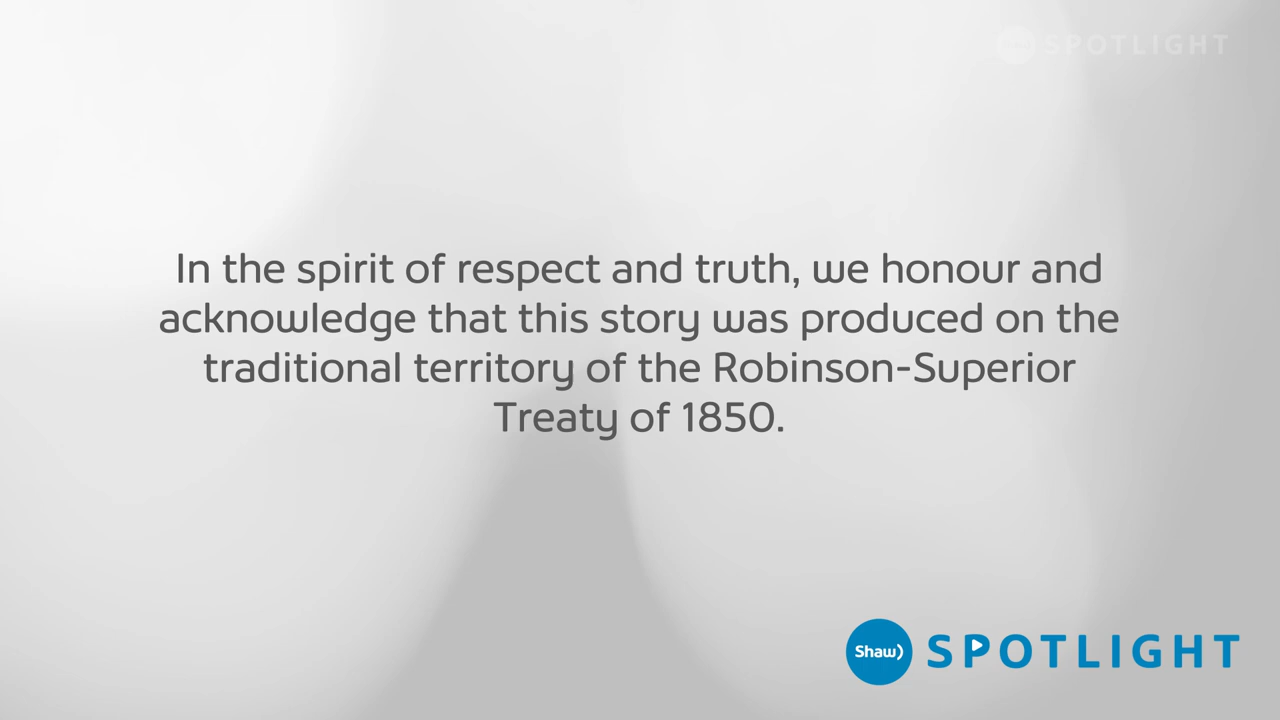 SPOTLIGHT
In the spirit of respect and truth, we honour and
acknowledge that this story was produced on the
traditional territory of the Robinson-Superior
Treaty of 1850.
Shaw) SPOTLIGHT